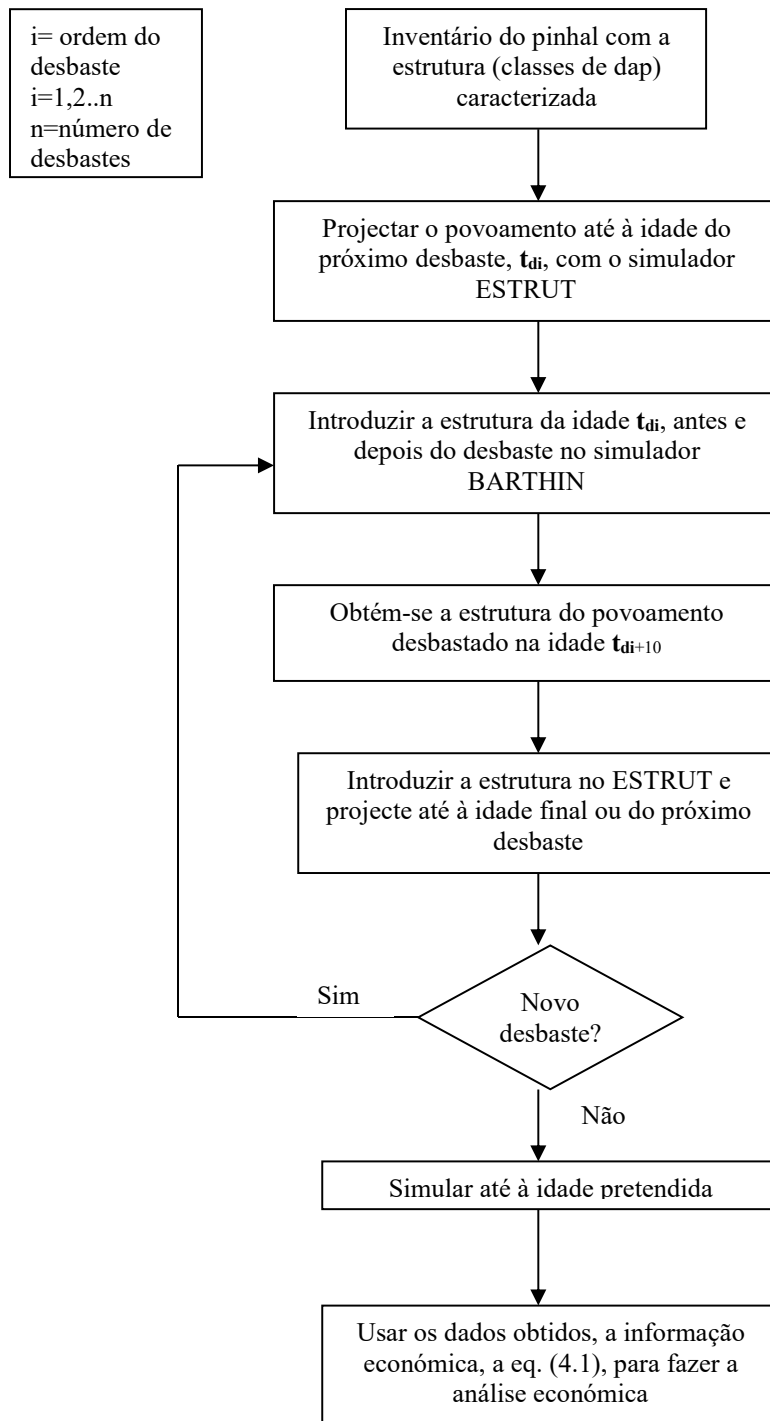 i= ordem do
desbaste
i=1,2..n
n=número de
desbastes
Inventário do pinhal com a
estrutura (classes de dap)
caracterizada
Projectar o povoamento até à idade do
próximo desbaste, tdi, com o simulador
ESTRUT
Introduzir a estrutura da idade tdi, antes e
depois do desbaste no simulador
BARTHIN
Obtém-se a estrutura do povoamento
desbastado na idade tdi+10
Introduzir a estrutura no ESTRUT e
projecte até à idade final ou do próximo
desbaste
Sim
Novo
desbaste?
Não
Simular até à idade pretendida
Usar os dados obtidos, a informação
económica, a eq. (4.1), para fazer a
análise económica